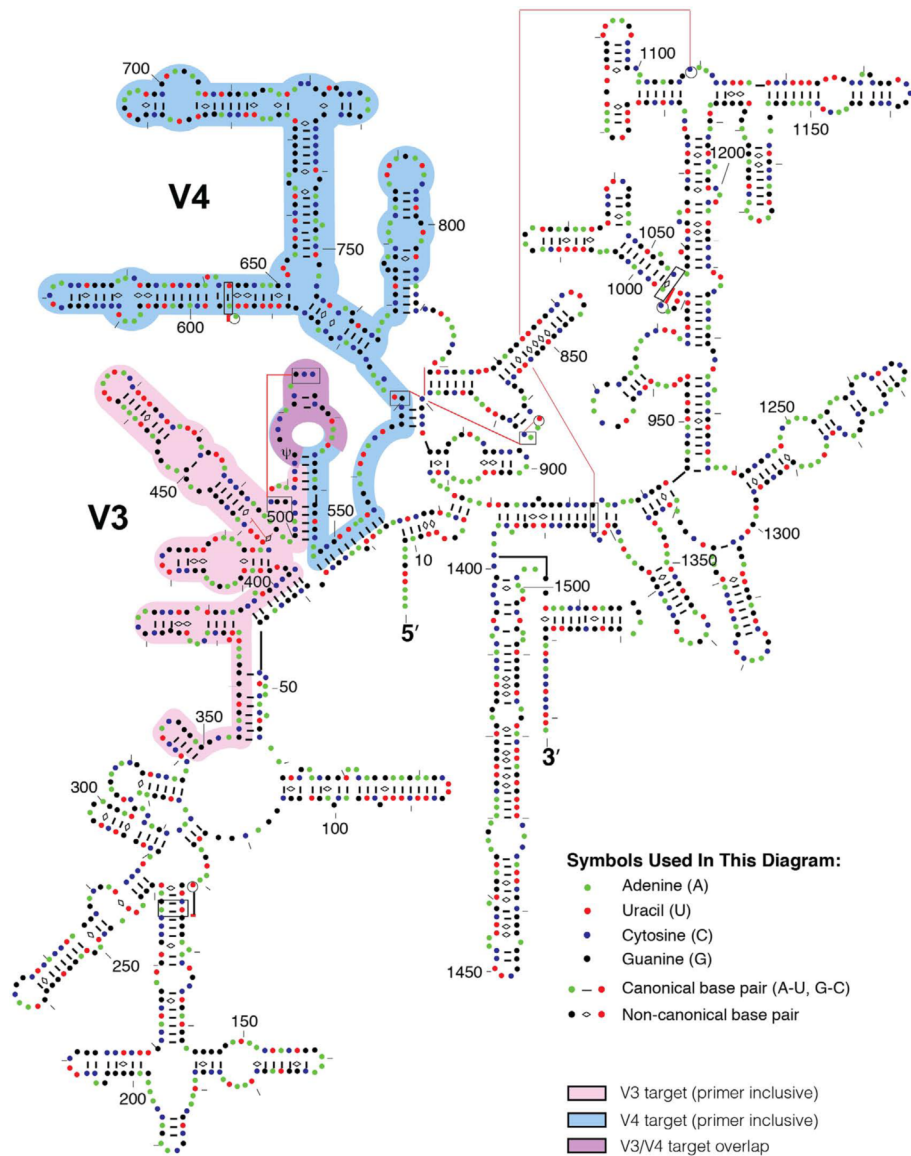 700
1100
1150
V4
1200
800
750
1050
650
1000
600
850
1250
950
450
Ψ
900
V3
500
550
1300
10
1350
400
1400
1500
5′
50
350
3′
300
100
Symbols Used In This Diagram:
Adenine (A)
Uracil (U)
Cytosine (C)
Guanine (G)
1450
250
Canonical base pair (A-U, G-C)
Non-canonical base pair
150
200
V3 target (primer inclusive)
V4 target (primer inclusive)
V3/V4 target overlap